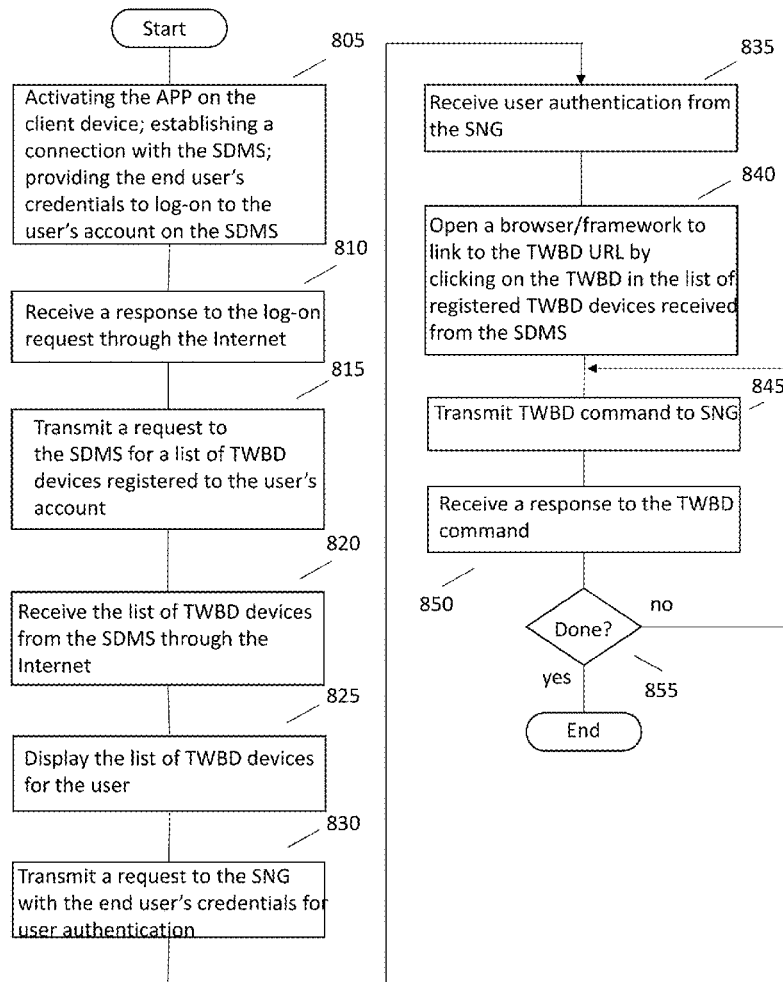 Start
805
Activating the APP on the
client device; establishing a
connection with the SDMS;
providing the end user's
credentials to log-on to the
user's account on the SDMS
810
Receive a response to the log-on
request through the Internet
815
Transmit a request to
the SDMS for a list of TWBD
devices registered to the user's
account
820
Receive the list of TWBD devices
from the SDMS through the
Internet
825
Display the list of TWBD devices
for the user
830
Transmit a request to the SNG
with the end user's credentials for
user authentication
835
Receive user authentication from
the SNG
840
Open a browser/framework to
link to the TWBD URL by
clicking on the TWBD in the list of
registered TWBD devices received
from the SDMS
845
Transmit TWBD command to SNG
Receive a response to the TWBD
command
850
Done?
no
yes
855
End